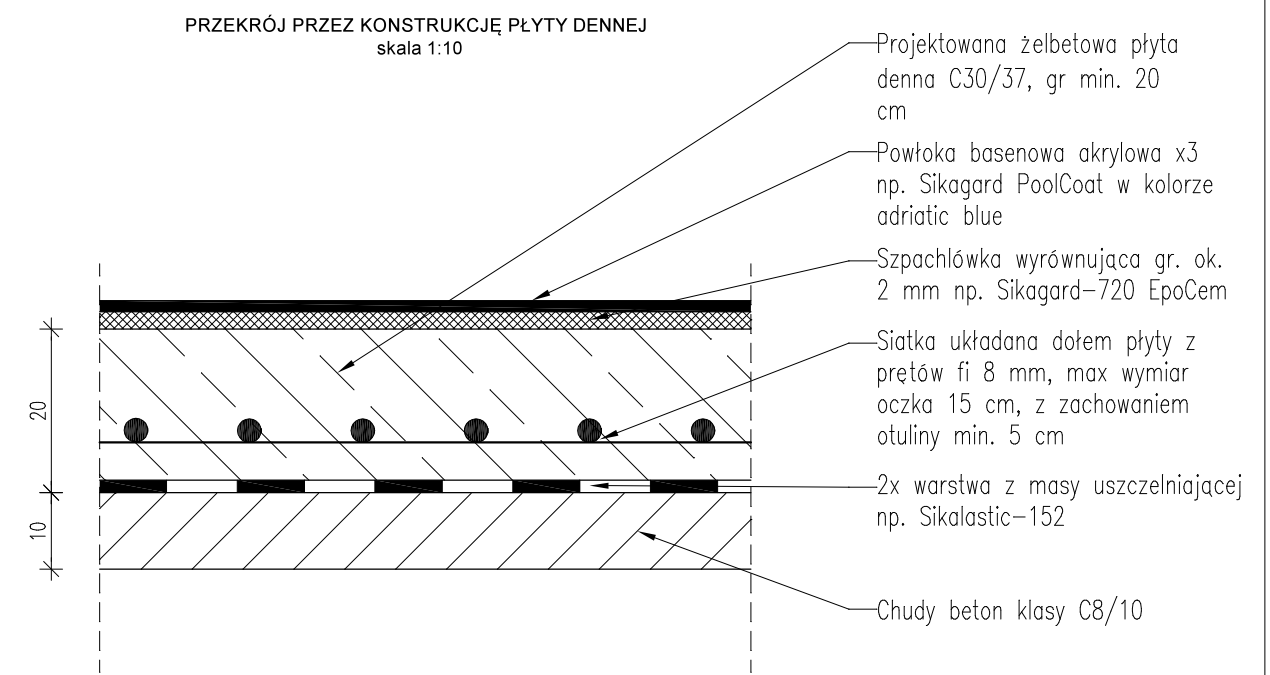 PRZEKRÓJ PRZEZ KONSTRUKCJĘ PŁYTY DENNEJ
skala 1:10
Projektowana żelbetowa płyta
denna C30/37, gr min. 20
cm
Powłoka basenowa akrylowa x3
np. Sikagard PoolCoat w kolorze
adriatic blue
Szpachlówka wyrównująca gr. ok.
2 mm np. Sikagard-720 EpoCem
Siatka układana dołem płyty z
prętów fi 8 mm, max wymiar
oczka 15 cm, z zachowaniem
otuliny min. 5 cm
2x warstwa z masy uszczelniającej
np. Sikalastic-152
Chudy beton klasy C8/10
20
10